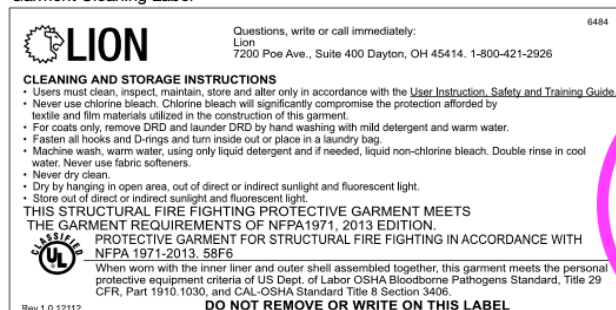 Garment Cleaning Label
6484
LION
Questions, write or call immediately:
Lion
7200 Poe Ave., Suite 400 Dayton, OH 45414. 1-800-421-2926
CLEANING AND STORAGE INSTRUCTIONS
• Users must clean, inspect, maintain, store and alter only in accordance with the User Instruction, Safety and Training Guide.
• Never use chlorine bleach. Chlorine bleach will significantly compromise the protection afforded by
textile and film materials utilized in the construction of this garment.
• For coats only, remove DRD and launder DRD by hand washing with mild detergent and warm water.
• Fasten all hooks and D-rings and turn inside out or place in a laundry bag.
• Machine wash, warm water, using only liquid detergent and if needed, liquid non-chlorine bleach. Double rinse in cool
water. Never use fabric softeners.
• Never dry clean.
• Dry by hanging in open area, out of direct or indirect sunlight and fluorescent light.
• Store out of direct or indirect sunlight and fluorescent light.
THIS STRUCTURAL FIRE FIGHTING PROTECTIVE GARMENT MEETS
THE GARMENT REQUIREMENTS OF NFPA1971, 2013 EDITION.
CLASSIFIED
UL
PROTECTIVE GARMENT FOR STRUCTURAL FIRE FIGHTING IN ACCORDANCE WITH
NFPA 1971-2013. 58F6
When worn with the inner liner and outer shell assembled together, this garment meets the personal
protective equipment criteria of US Dept. of Labor OSHA Bloodborne Pathogens Standard, Title 29
CFR, Part 1910.1030, and CAL-OSHA Standard Title 8 Section 3406.
Rev 1.0 12112
DO NOT REMOVE OR WRITE ON THIS LABEL